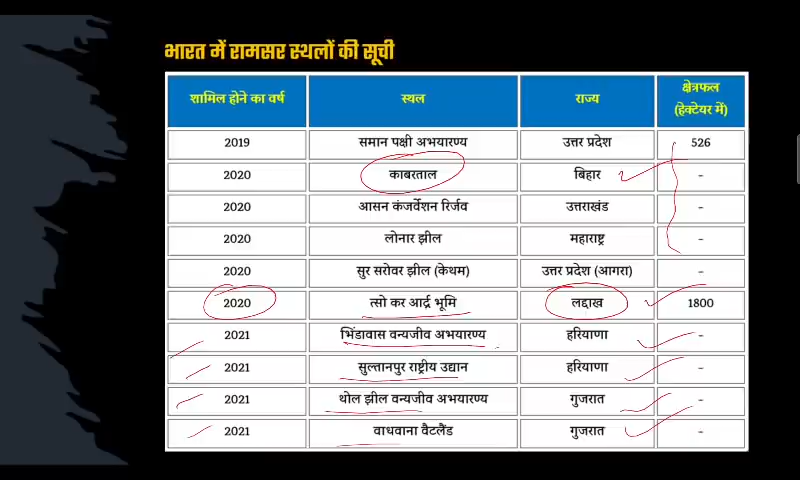 भारत में रामसर स्थलों की सूची
शामिल होने का वर्ष स्थल राज्य क्षेत्रफल (हेक्टेयर में)
2019 समान पक्षी अभयारण्य उत्तर प्रदेश 526
2020 काबरताल बिहार -
2020 आसन कंजर्वेशन रिर्जव उत्तराखंड -
2020 लोनार झील महाराष्ट्र -
2020 सुर सरोवर झील (केथम) उत्तर प्रदेश (आगरा) -
2020 त्सो कर आर्द्र भूमि लद्दाख 1800
2021 भिंडावास वन्यजीव अभयारण्य हरियाणा -
2021 सुल्तानपुर राष्ट्रीय उद्यान हरियाणा -
2021 थोल झील वन्यजीव अभयारण्य गुजरात -
2021 वाधवाना वैटलैंड गुजरात -